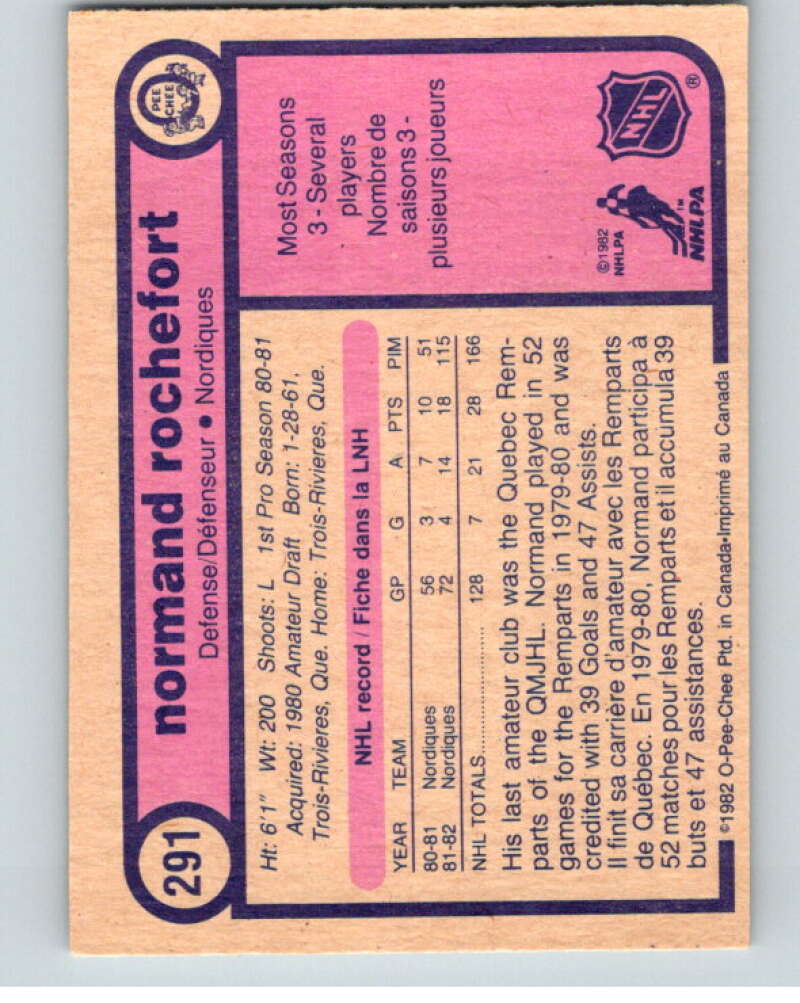 291
normand rochefort
Defense/Défenseur • Nordiques
O
PEE
CHEE
Ht: 6'1" Wt: 200 Shoots: L 1st Pro Season 80-81
Acquired: 1980 Amateur Draft Born: 1-28-61,
Trois-Rivieres, Que. Home: Trois-Rivieres, Que.
NHL record / Fiche dans la LNH
YEAR TEAM GP G A PTS PIM
80-81 Nordiques 56 3 7 10 51
81-82 Nordiques 72 4 14 18 115
NHL TOTALS.................... 128 7 21 28 166
His last amateur club was the Quebec Rem-
parts of the QMJHL. Normand played in 52
games for the Remparts in 1979-80 and was
credited with 39 Goals and 47 Assists.
Il finit sa carrière d'amateur avec les Remparts
de Québec. En 1979-80, Normand participa à
52 matches pour les Remparts et il accumula 39
buts et 47 assistances.
©1982 O-Pee-Chee Ptd. in Canada•Imprimé au Canada
Most Seasons
3 - Several
players
Nombre de
saisons 3 -
plusieurs joueurs
©1982
NHLPA
NHLPA
TM
NHL
®